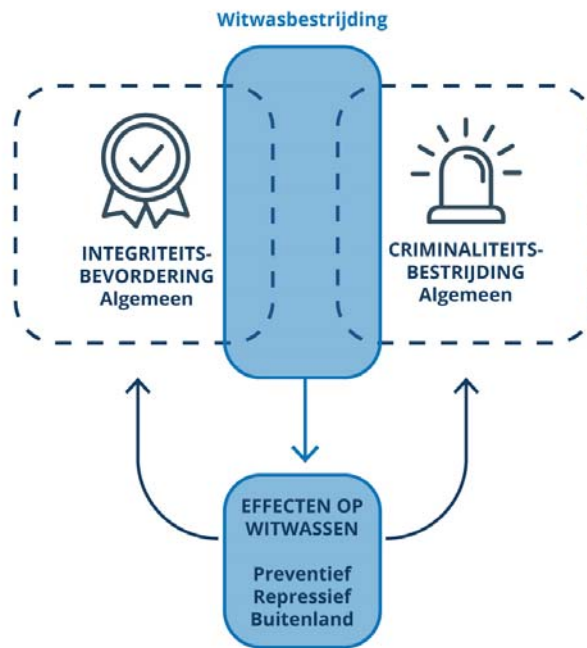 Witwasbestrijding
INTEGRITEITS-
BEVORDERING
Algemeen
CRIMINALITEITS-
BESTRIJDING
Algemeen
EFFECTEN OP
WITWASSEN
Preventief
Repressief
Buitenland